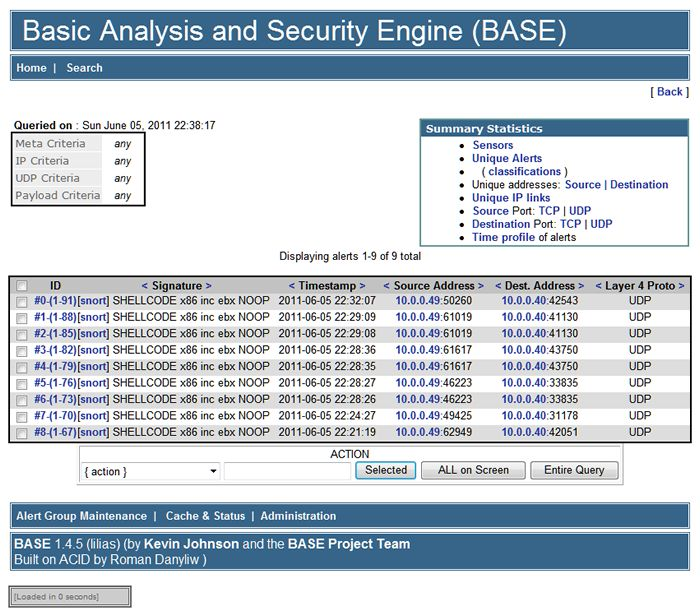 Basic Analysis and Security Engine (BASE)
Home | Search
[ Back ]
Queried on : Sun June 05, 2011 22:38:17
Meta Criteria any
IP Criteria any
UDP Criteria any
Payload Criteria any
Summary Statistics
• Sensors
• Unique Alerts
• ( classifications )
• Unique addresses: Source | Destination
• Unique IP links
• Source Port: TCP | UDP
• Destination Port: TCP | UDP
• Time profile of alerts
Displaying alerts 1-9 of 9 total
ID < Signature > < Timestamp > < Source Address > < Dest. Address > < Layer 4 Proto >
#0-(1-91) [snort] SHELLCODE x86 inc ebx NOOP 2011-06-05 22:32:07 10.0.0.49:50260 10.0.0.40:42543 UDP
#1-(1-88) [snort] SHELLCODE x86 inc ebx NOOP 2011-06-05 22:29:09 10.0.0.49:61019 10.0.0.40:41130 UDP
#2-(1-85) [snort] SHELLCODE x86 inc ebx NOOP 2011-06-05 22:29:08 10.0.0.49:61019 10.0.0.40:41130 UDP
#3-(1-82) [snort] SHELLCODE x86 inc ebx NOOP 2011-06-05 22:28:36 10.0.0.49:61617 10.0.0.40:43750 UDP
#4-(1-79) [snort] SHELLCODE x86 inc ebx NOOP 2011-06-05 22:28:35 10.0.0.49:61617 10.0.0.40:43750 UDP
#5-(1-76) [snort] SHELLCODE x86 inc ebx NOOP 2011-06-05 22:28:27 10.0.0.49:46223 10.0.0.40:33835 UDP
#6-(1-73) [snort] SHELLCODE x86 inc ebx NOOP 2011-06-05 22:28:26 10.0.0.49:46223 10.0.0.40:33835 UDP
#7-(1-70) [snort] SHELLCODE x86 inc ebx NOOP 2011-06-05 22:24:27 10.0.0.49:49425 10.0.0.40:31178 UDP
#8-(1-67) [snort] SHELLCODE x86 inc ebx NOOP 2011-06-05 22:21:19 10.0.0.49:62949 10.0.0.40:42051 UDP
ACTION
{ action } Selected ALL on Screen Entire Query
Alert Group Maintenance | Cache & Status | Administration
BASE 1.4.5 (lilias) (by Kevin Johnson and the BASE Project Team
Built on ACID by Roman Danyliw )
[Loaded in 0 seconds]